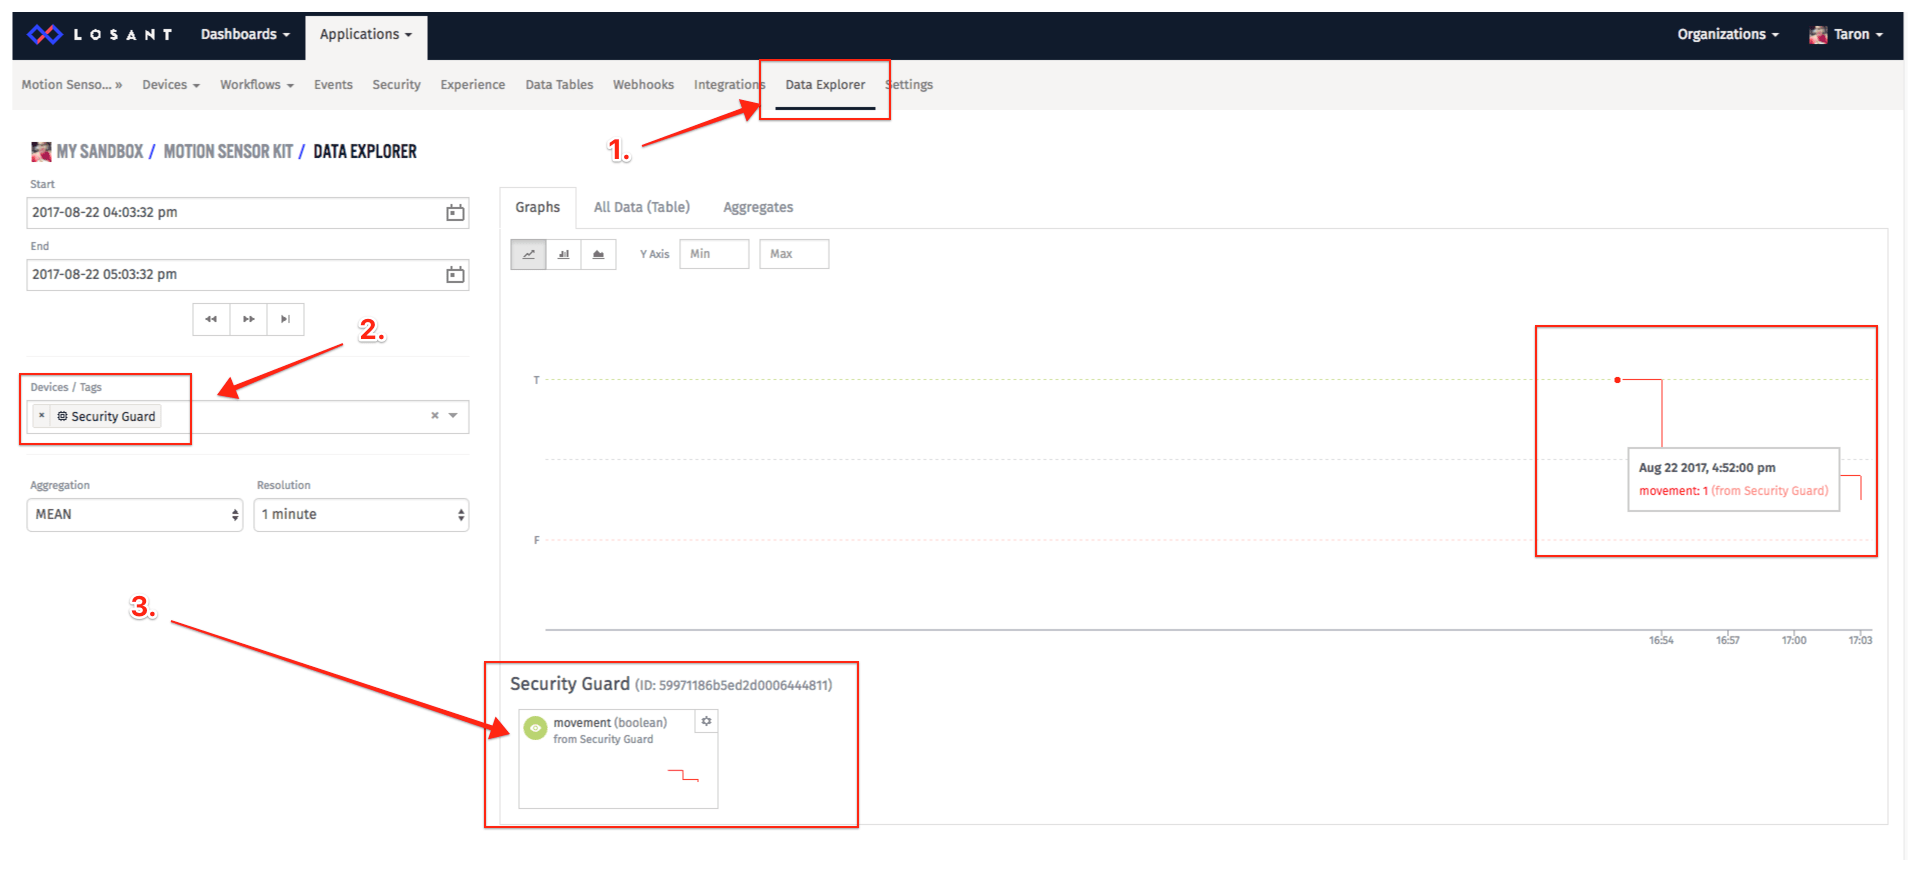 LOSANT Dashboards Applications Organizations Taron
Motion Senso... » Devices Workflows Events Security Experience Data Tables Webhooks Integrations Data Explorer Settings
1.
MY SANDBOX / MOTION SENSOR KIT / DATA EXPLORER
Start
2017-08-22 04:03:32 pm
End
2017-08-22 05:03:32 pm
2.
Devices / Tags
× Security Guard ×
Aggregation Resolution
MEAN 1 minute
3.
Graphs All Data (Table) Aggregates
Y Axis Min Max
T
Aug 22 2017, 4:52:00 pm
movement: 1 (from Security Guard)
F
16:54 16:57 17:00 17:03
Security Guard (ID: 59971186b5ed2d0006444811)
movement (boolean)
from Security Guard